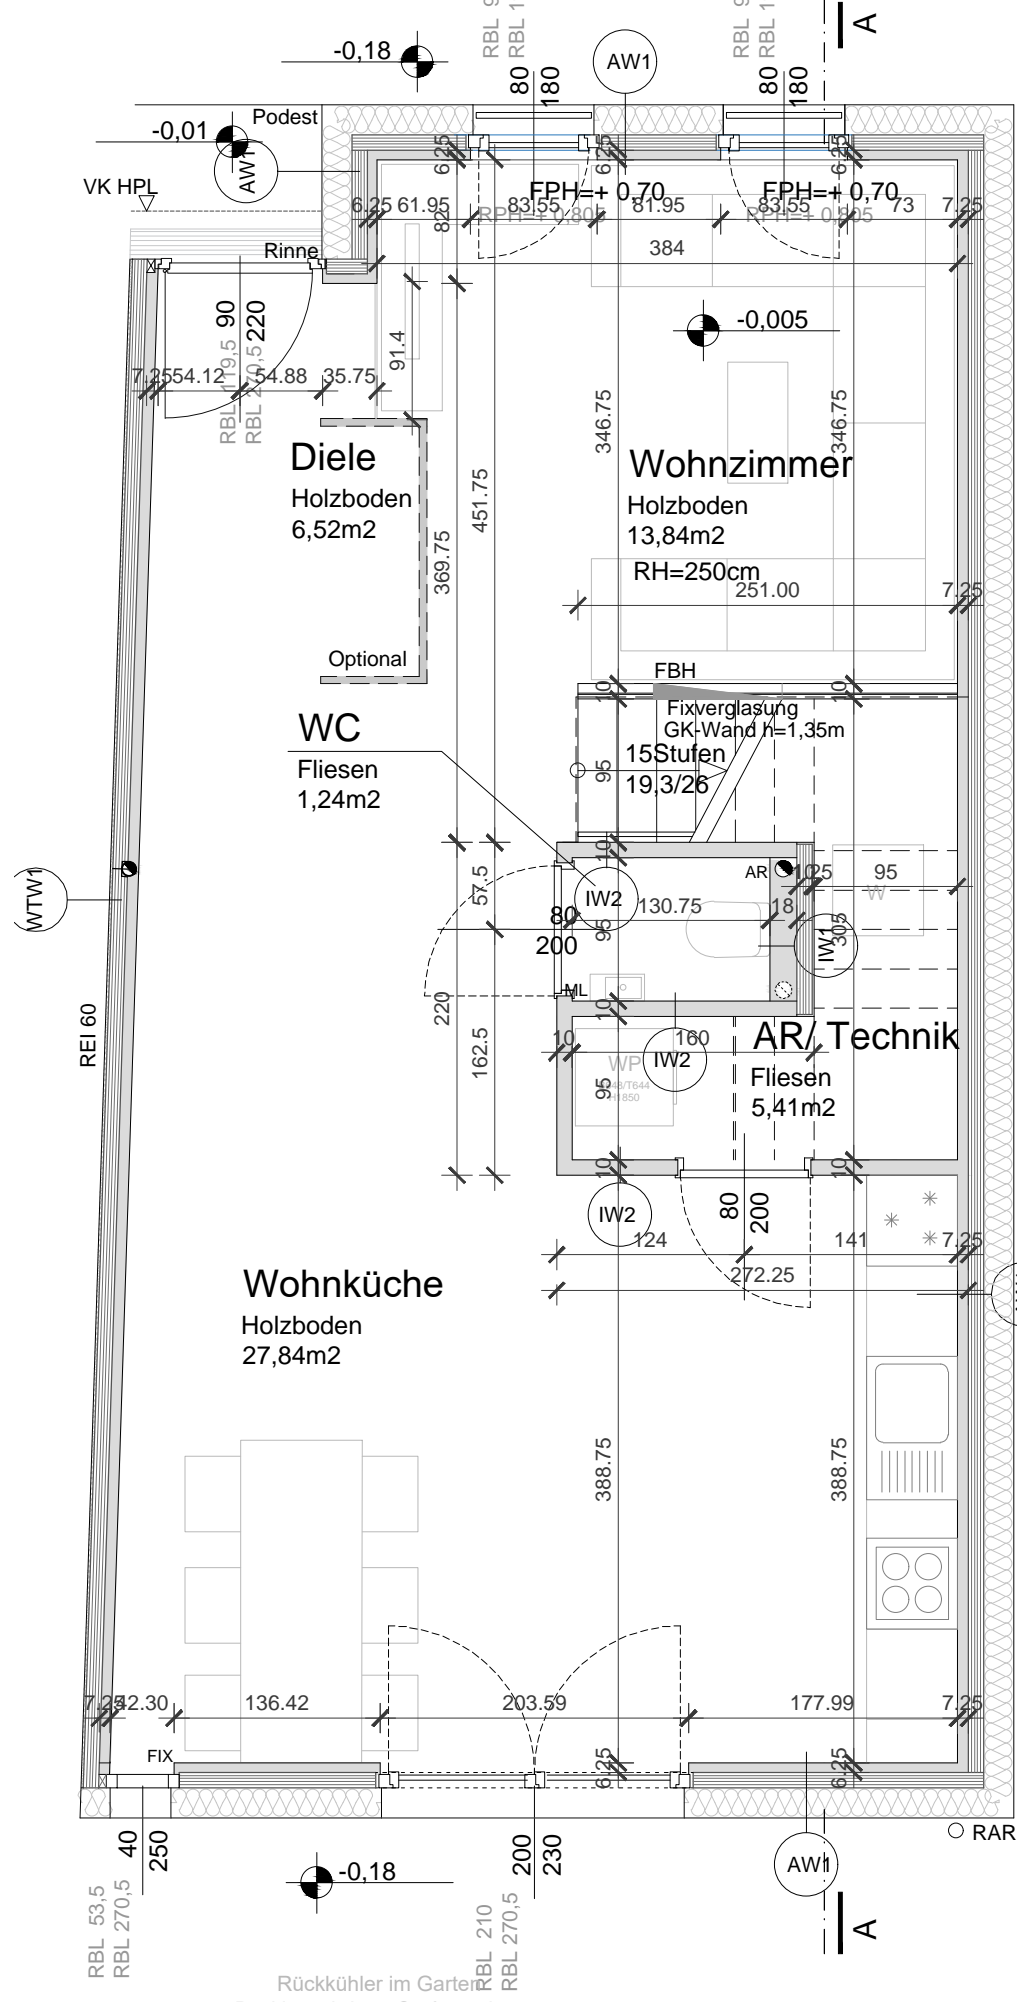 RBL
RBL
RBL
RBL
A
-0,18
AW1
80
180
80
180
Podest
-0,01
AW1
VK HPL
6.25
6.25
6.25
FPH=+ 0,70
FPH=+ 0,70
6.25
61.95
82
83.55
81.95
83.55
73
7.25
RPH=+ 0,805
RPH=+ 0,805
Rinne
384
90
220
-0,005
RBL 119,5
RBL 270,5
91.4
7.25
54.12
54.88
35.75
346.75
346.75
Diele
Holzboden
6,52m2
Wohnzimmer
Holzboden
13,84m2
RH=250cm
451.75
369.75
251.00
7.25
Optional
FBH
10
10
Fixverglasung
GK-Wand h=1,35m
WC
Fliesen
1,24m2
15Stufen
19,3/26
95
10
WTW1
57.5
AR
10
25
95
W
IW2
130.75
18
80
200
95
IW1
305
ML
220
10
REI 60
162.5
10
160
AR/ Technik
Fliesen
5,41m2
WP
IW2
H1850
95
10
10
IW2
80
200
124
141
7.25
272.25
Wohnküche
Holzboden
27,84m2
388.75
388.75
7.25
42.30
136.42
203.59
177.99
7.25
FIX
6.25
6.25
RAR
40
250
-0,18
200
230
AW1
A
RBL 53,5
RBL 270,5
RBL 210
RBL 270,5
Rückkühler im Garten